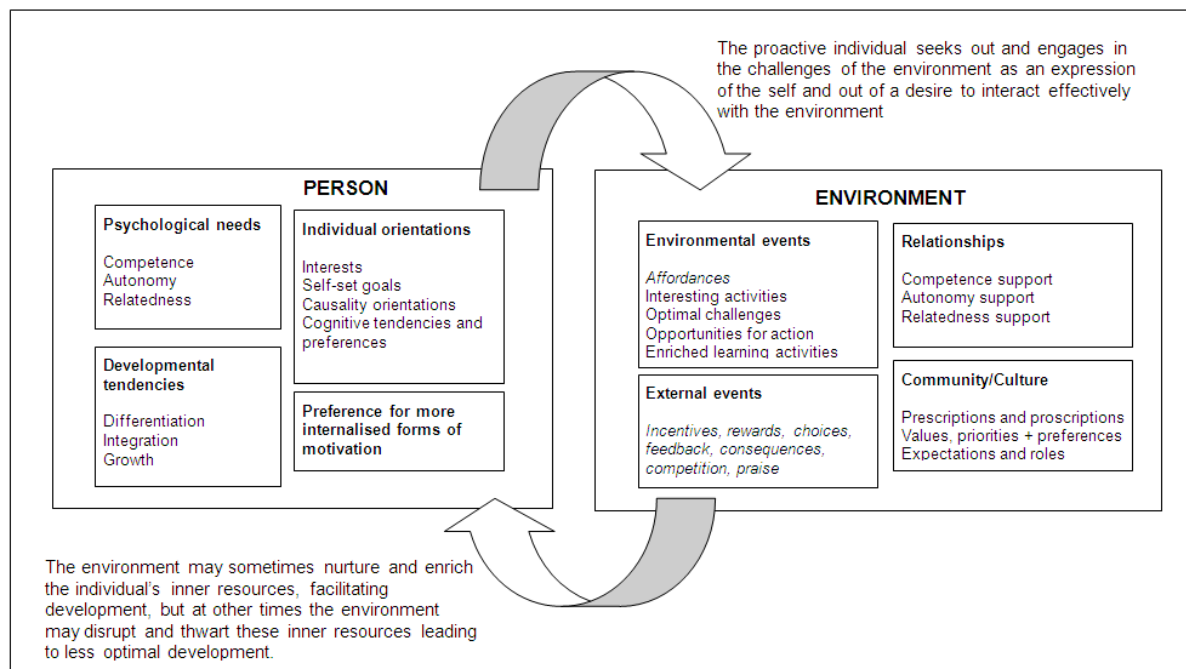 The proactive individual seeks out and engages in
the challenges of the environment as an expression
of the self and out of a desire to interact effectively
with the environment
PERSON
Psychological needs
Competence
Autonomy
Relatedness
Individual orientations
Interests
Self-set goals
Causality orientations
Cognitive tendencies and
preferences
Developmental
tendencies
Differentiation
Integration
Growth
Preference for more
internalised forms of
motivation
ENVIRONMENT
Environmental events
Affordances
Interesting activities
Optimal challenges
Opportunities for action
Enriched learning activities
Relationships
Competence support
Autonomy support
Relatedness support
External events
Incentives, rewards, choices,
feedback, consequences,
competition, praise
Community/Culture
Prescriptions and proscriptions
Values, priorities + preferences
Expectations and roles
The environment may sometimes nurture and enrich
the individual's inner resources, facilitating
development, but at other times the environment
may disrupt and thwart these inner resources leading
to less optimal development.